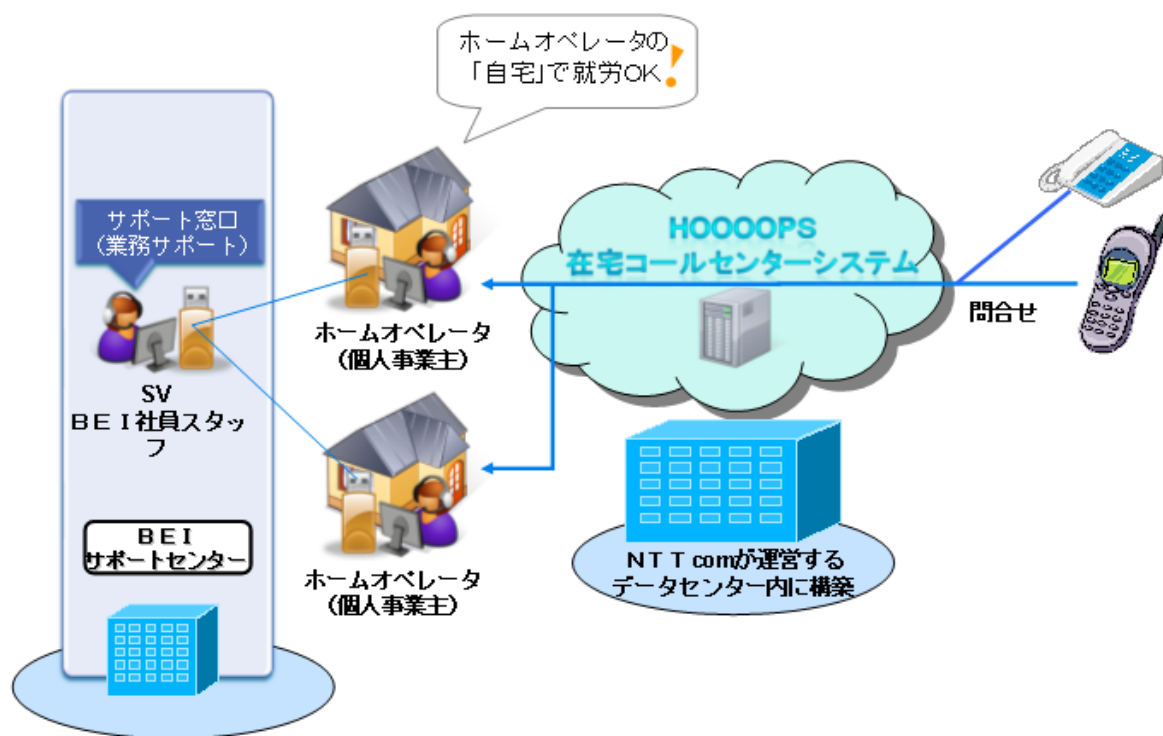 ホームオペレータの
「自宅」で就労OK!
サポート窓口
(業務サポート)
HOOOOPS
在宅コールセンターシステム
問合せ
ホームオペレータ
(個人事業主)
SV
ＢＥＩ社員スタッ
フ
ＢＥＩ
サポートセンター
ホームオペレータ
(個人事業主)
ＮＴＴcomが運営する
データセンター内に構築